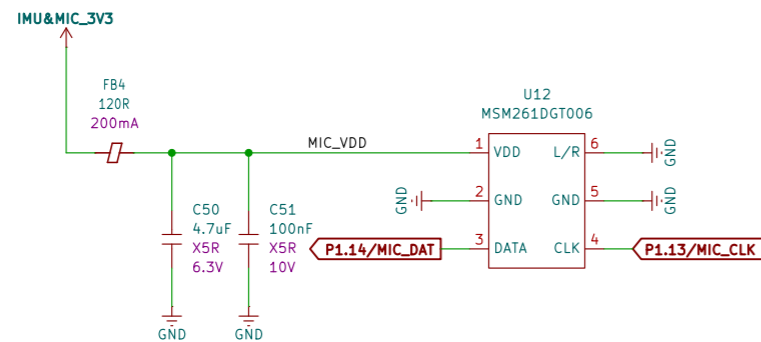 IMU&MIC_3V3
FB4
120R
200mA
U12
MSM261DGT006
MIC_VDD
1 VDD L/R 6
GND
GND
2 GND GND 5
GND
3 DATA CLK 4
P1.14/MIC_DAT
P1.13/MIC_CLK
C50
4.7uF
X5R
6.3V
C51
100nF
X5R
10V
GND
GND